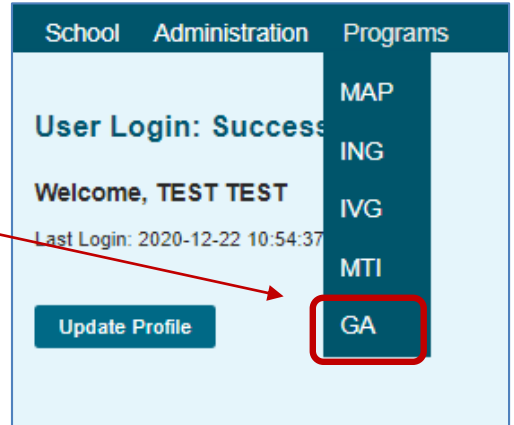 School Administration Programs
MAP
User Login: Success
ING
Welcome, TEST TEST
IVG
Last Login: 2020-12-22 10:54:37
MTI
Update Profile
GA